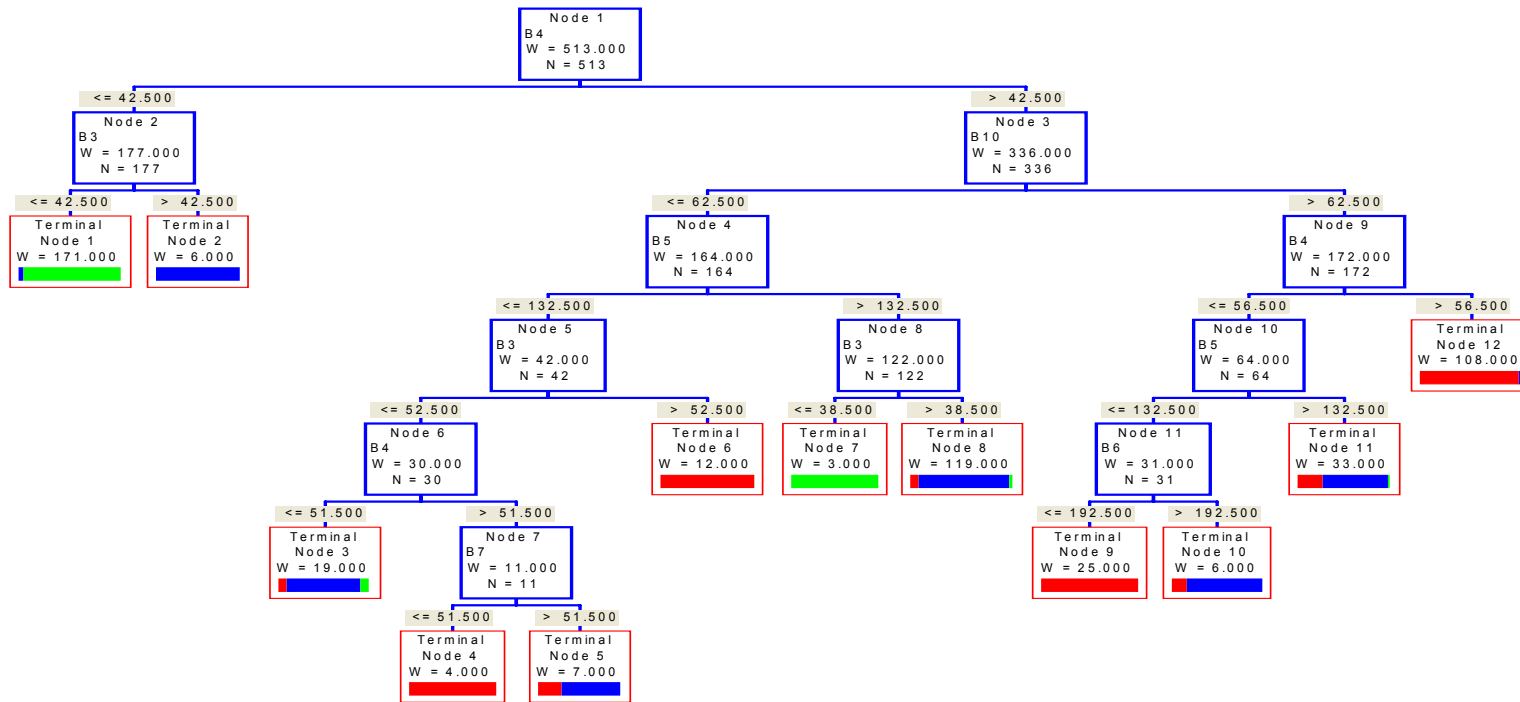 Node 1
B4
W = 513.000
N = 513
<= 42.500
> 42.500
Node 2
B3
W = 177.000
N = 177
Node 3
B10
W = 336.000
N = 336
<= 42.500
> 42.500
<= 62.500
> 62.500
Terminal
Node 1
W = 171.000
Terminal
Node 2
W = 6.000
Node 4
B5
W = 164.000
N = 164
Node 9
B4
W = 172.000
N = 172
<= 132.500
> 132.500
<= 56.500
> 56.500
Node 5
B3
W = 42.000
N = 42
Node 8
B3
W = 122.000
N = 122
Node 10
B5
W = 64.000
N = 64
Terminal
Node 12
W = 108.000
<= 52.500
> 52.500
<= 38.500
> 38.500
<= 132.500
> 132.500
Node 6
B4
W = 30.000
N = 30
Terminal
Node 6
W = 12.000
Terminal
Node 7
W = 3.000
Terminal
Node 8
W = 119.000
Node 11
B6
W = 31.000
N = 31
Terminal
Node 11
W = 33.000
<= 51.500
> 51.500
<= 192.500
> 192.500
Terminal
Node 3
W = 19.000
Node 7
B7
W = 11.000
N = 11
Terminal
Node 9
W = 25.000
Terminal
Node 10
W = 6.000
<= 51.500
> 51.500
Terminal
Node 4
W = 4.000
Terminal
Node 5
W = 7.000